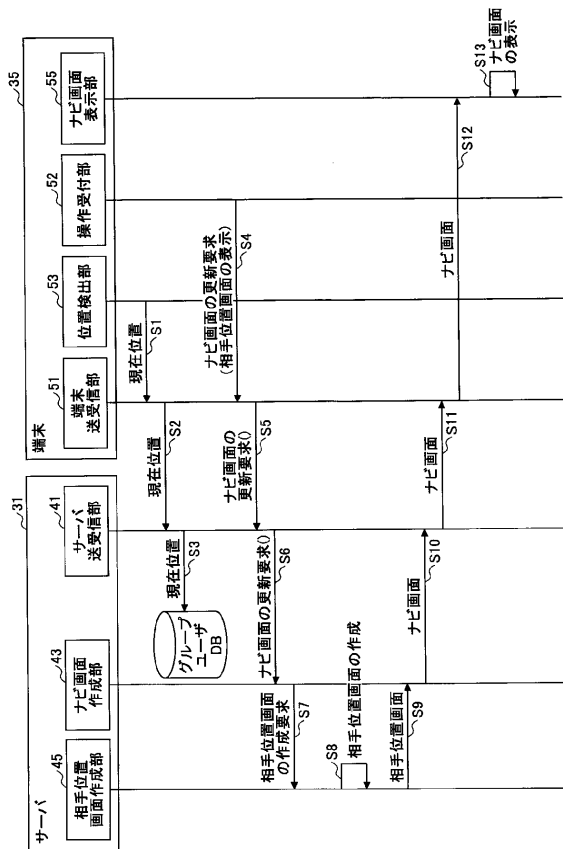 サーバ
31
45
相手位置
画面作成部
43
ナビ画面
作成部
41
サーバ
送受信部
端末
35
51
端末
送受信部
53
位置検出部
52
操作受付部
55
ナビ画面
表示部
現在位置
S1
現在位置
S2
現在位置
S3
グループ
ユーザ
DB
ナビ画面の更新要求
(相手位置画面の表示)
S4
ナビ画面の
更新要求()
S5
ナビ画面の更新要求()
S6
相手位置画面
の作成要求
S7
S8
相手位置画面の作成
相手位置画面
S9
ナビ画面
S10
ナビ画面
S11
ナビ画面
S12
S13
ナビ画面
の表示